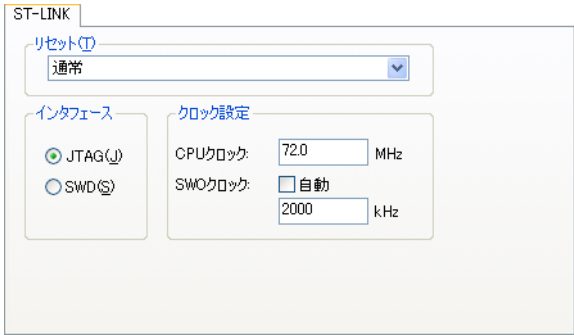 ST-LINK
リセット(T)
通常
インタフェース
JTAG(J)
SWD(S)
クロック設定
CPUクロック: 72.0 MHz
SWOクロック: 自動
2000 kHz